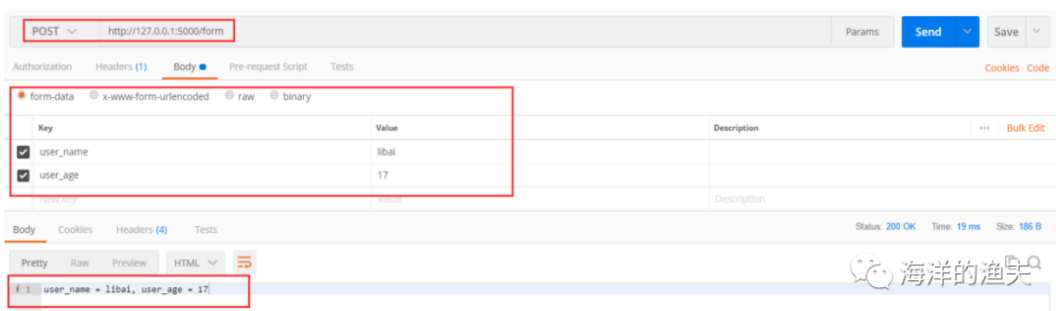 POST http://127.0.0.1:5000/form Params Send Save
Authorization Headers (1) Body Pre-request Script Tests Cookies Code
form-data x-www-form-urlencoded raw binary
Key Value Description ••• Bulk Edit
user_name libai
user_age 17
New key Value Description
Body Cookies Headers (4) Tests Status: 200 OK Time: 19 ms Size: 186 B
Pretty Raw Preview HTML
海洋的渔夫
i 1 user_name = libai, user_age = 17